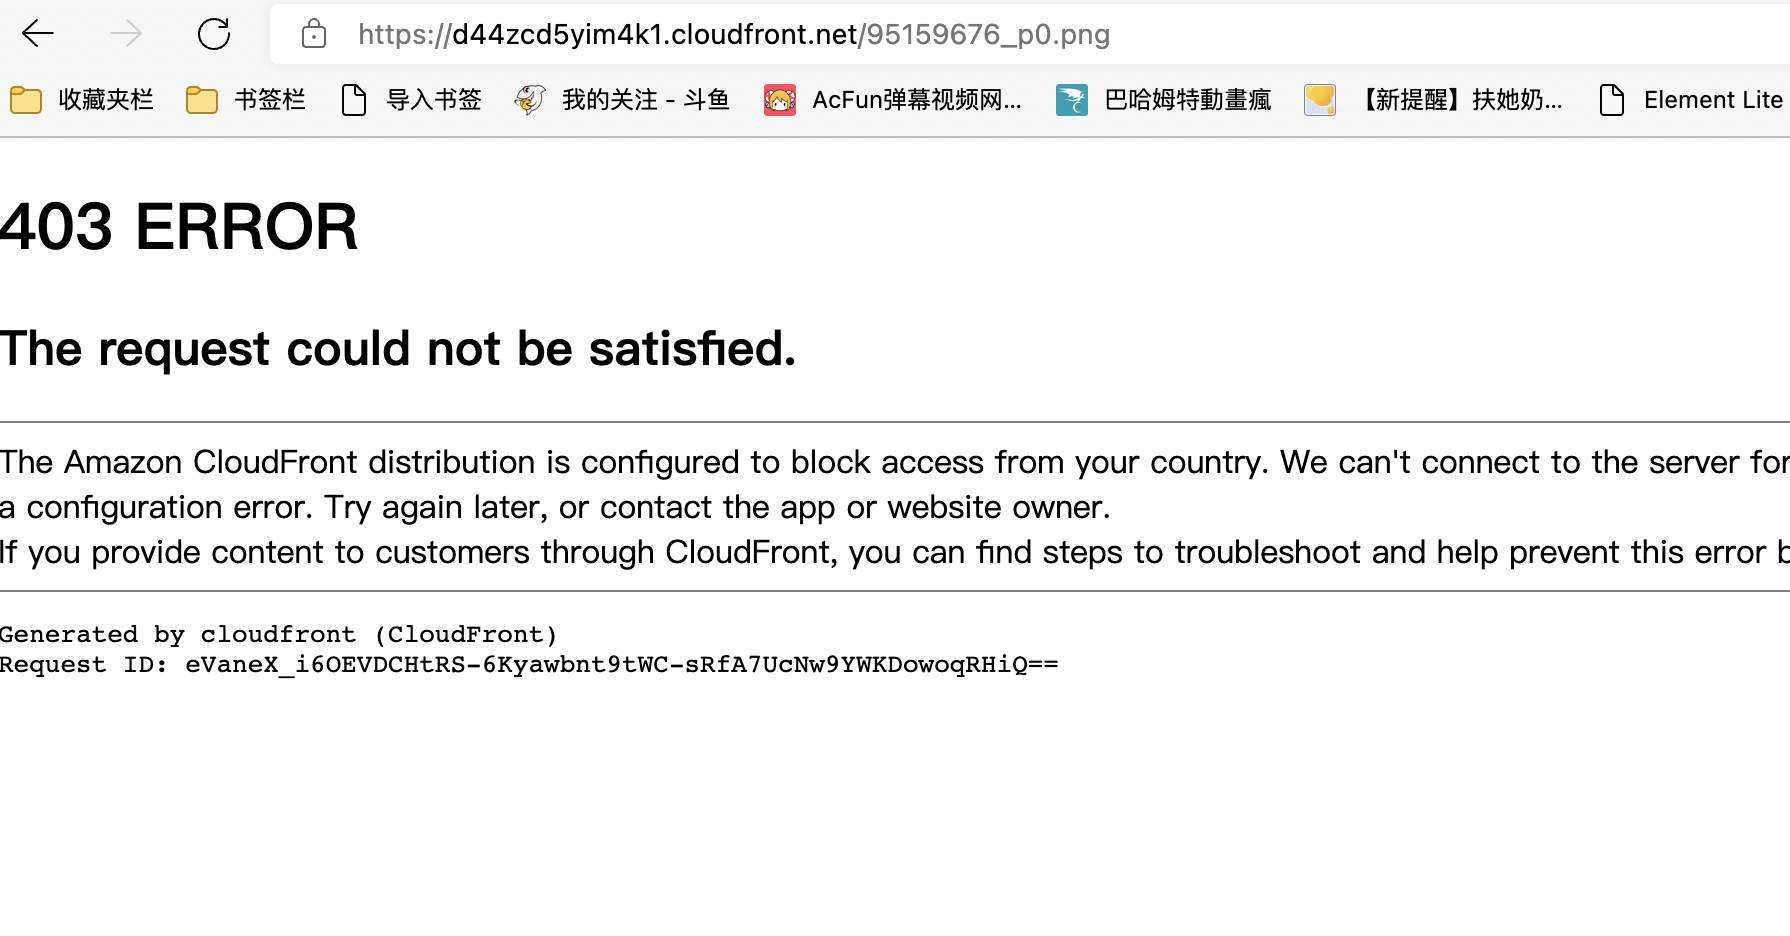 https://d44zcd5yim4k1.cloudfront.net/95159676_p0.png
收藏夹栏 书签栏 导入书签 我的关注 - 斗鱼 AcFun弹幕视频网... 巴哈姆特動畫瘋 【新提醒】扶她奶... Element Lite
403 ERROR
The request could not be satisfied.
The Amazon CloudFront distribution is configured to block access from your country. We can't connect to the server for
a configuration error. Try again later, or contact the app or website owner.
If you provide content to customers through CloudFront, you can find steps to troubleshoot and help prevent this error b
Generated by cloudfront (CloudFront)
Request ID: eVaneX_i6OEVDCHtRS-6Kyawbnt9tWC-sRfA7UcNw9YWKDowoqRHiQ==